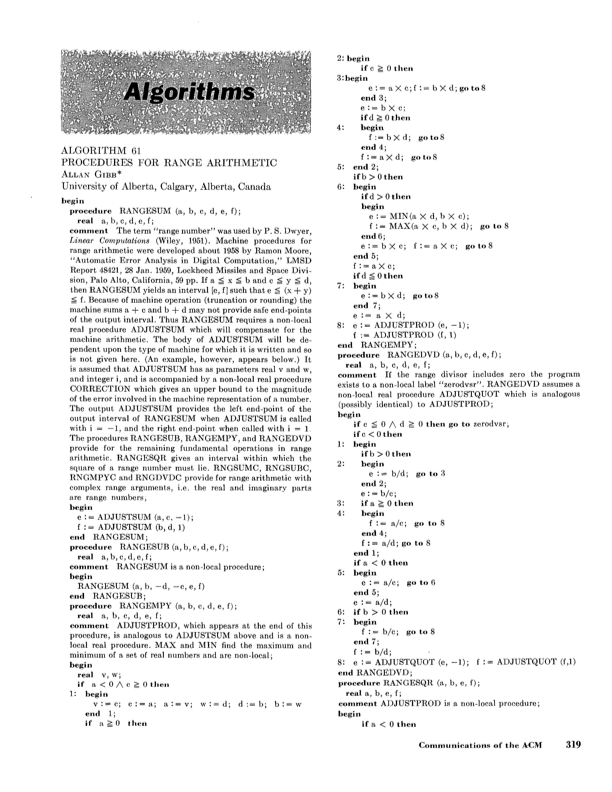 Algorithms
ALGORITHM 61
PROCEDURES FOR RANGE ARITHMETIC
ALLAN GIBB*
University of Alberta, Calgary, Alberta, Canada
begin
procedure RANGESUM (a, b, c, d, e, f);
real a, b, c, d, e, f;
comment The term "range number" was used by P. S. Dwyer,
Linear Computations (Wiley, 1951). Machine procedures for
range arithmetic were developed about 1958 by Ramon Moore,
"Automatic Error Analysis in Digital Computation," LMSD
Report 48421, 28 Jan. 1959, Lockheed Missiles and Space Divi-
sion, Palo Alto, California, 59 pp. If a ≦ x ≦ b and c ≦ y ≦ d,
then RANGESUM yields an interval [e, f] such that e ≦ (x + y)
≦ f. Because of machine operation (truncation or rounding) the
machine sums a + c and b + d may not provide safe end-points
of the output interval. Thus RANGESUM requires a non-local
real procedure ADJUSTSUM which will compensate for the
machine arithmetic. The body of ADJUSTSUM will be de-
pendent upon the type of machine for which it is written and so
is not given here. (An example, however, appears below.) It
is assumed that ADJUSTSUM has as parameters real v and w,
and integer i, and is accompanied by a non-local real procedure
CORRECTION which gives an upper bound to the magnitude
of the error involved in the machine representation of a number.
The output ADJUSTSUM provides the left end-point of the
output interval of RANGESUM when ADJUSTSUM is called
with i = −1, and the right end-point when called with i = 1
The procedures RANGESUB, RANGEMPY, and RANGEDVD
provide for the remaining fundamental operations in range
arithmetic. RANGESQR gives an interval within which the
square of a range number must lie. RNGSUMC, RNGSUBC,
RNGMPYC and RNGDVDC provide for range arithmetic with
complex range arguments, i.e. the real and imaginary parts
are range numbers,
begin
e := ADJUSTSUM (a, c, −1);
f := ADJUSTSUM (b, d, 1)
end RANGESUM;
procedure RANGESUB (a, b, c, d, e, f);
real a, b, c, d, e, f;
comment RANGESUM is a non-local procedure;
begin
RANGESUM (a, b, −d, −c, e, f)
end RANGESUB;
procedure RANGEMPY (a, b, c, d, e, f);
real a, b, c, d, e, f;
comment ADJUSTPROD, which appears at the end of this
procedure, is analogous to ADJUSTSUM above and is a non-
local real procedure. MAX and MIN find the maximum and
minimum of a set of real numbers and are non-local;
begin
real v, w;
if a < 0 ∧ c ≧ 0 then
1: begin
v := c; c := a; a := v; w := d; d := b; b := w
end 1;
if a ≧ 0 then
2: begin
if c ≧ 0 then
3:begin
e := a × c; f := b × d; go to 8
end 3;
e := b × c;
if d ≧ 0 then
4: begin
f := b × d; go to 8
end 4;
f := a × d; go to 8
5: end 2;
if b > 0 then
6: begin
if d > 0 then
begin
e := MIN(a × d, b × c);
f := MAX(a × c, b × d); go to 8
end 6;
e := b × c; f := a × c; go to 8
end 5;
f := a × c;
if d ≦ 0 then
7: begin
e := b × d; go to 8
end 7;
e := a × d;
8: e := ADJUSTPROD (e, −1);
f := ADJUSTPROD (f, 1)
end RANGEMPY;
procedure RANGEDVD (a, b, c, d, e, f);
real a, b, c, d, e, f;
comment If the range divisor includes zero the program
exists to a non-local label "zerodvsr". RANGEDVD assumes a
non-local real procedure ADJUSTQUOT which is analogous
(possibly identical) to ADJUSTPROD;
begin
if c ≦ 0 ∧ d ≧ 0 then go to zerodvsr;
if c < 0 then
1: begin
if b > 0 then
2: begin
e := b/d; go to 3
end 2;
e := b/c;
3: if a ≧ 0 then
4: begin
f := a/c; go to 8
end 4;
f := a/d; go to 8
end 1;
if a < 0 then
5: begin
e := a/c; go to 6
end 5;
e := a/d;
6: if b > 0 then
7: begin
f := b/c; go to 8
end 7;
f := b/d;
8: e := ADJUSTQUOT (e, −1); f := ADJUSTQUOT (f,1)
end RANGEDVD;
procedure RANGESQR (a, b, e, f);
real a, b, e, f;
comment ADJUSTPROD is a non-local procedure;
begin
if a < 0 then
Communications of the ACM 319